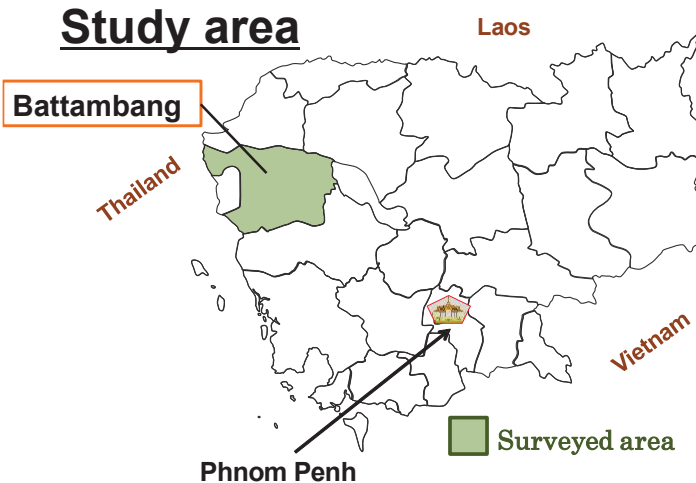 Study area
Laos
Battambang
Thailand
Vietnam
Surveyed area
Phnom Penh